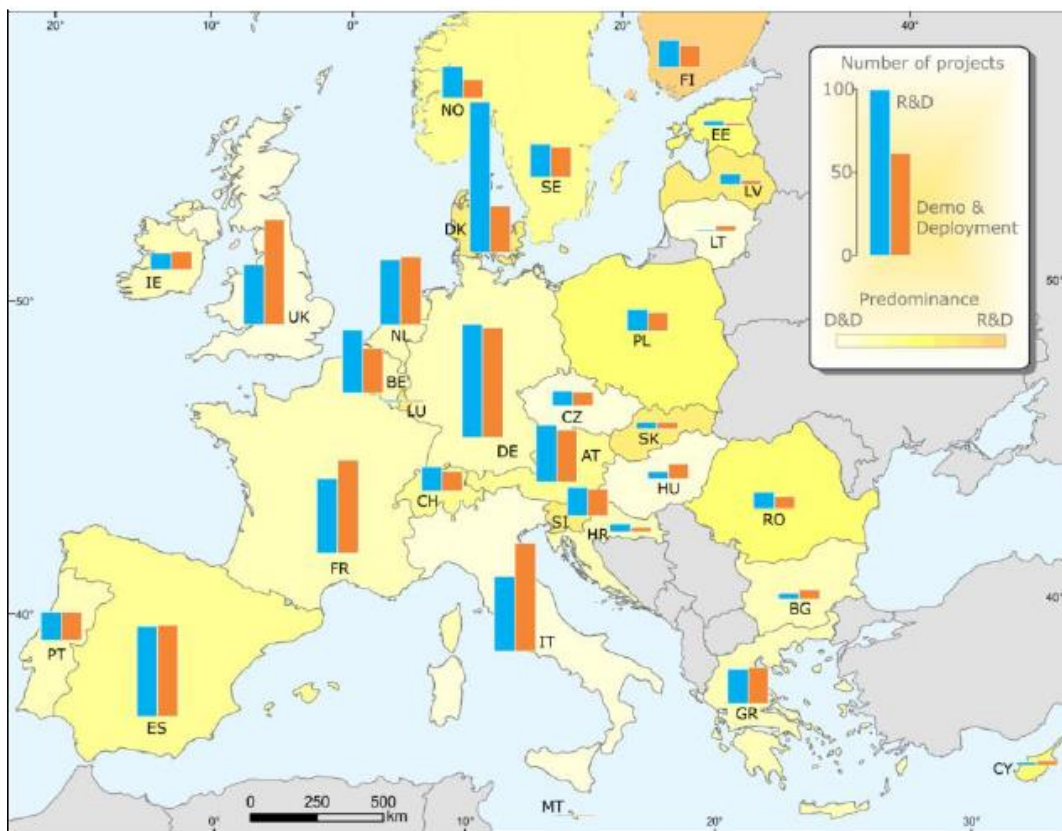 20° 10° 0° 20° 40°
Number of projects
100
R&D
50
Demo &
Deployment
0
Predominance
D&D R&D
FI
NO
EE
SE
LV
DK
LT
IE
UK
NL
50° 50°
PL
BE
LU
CZ
DE
SK
AT
CH
HU
SI
HR
RO
FR
BG
40° 40°
IT
PT
ES
GR
CY
MT
0 250 500
km
0° 10° 20° 30°